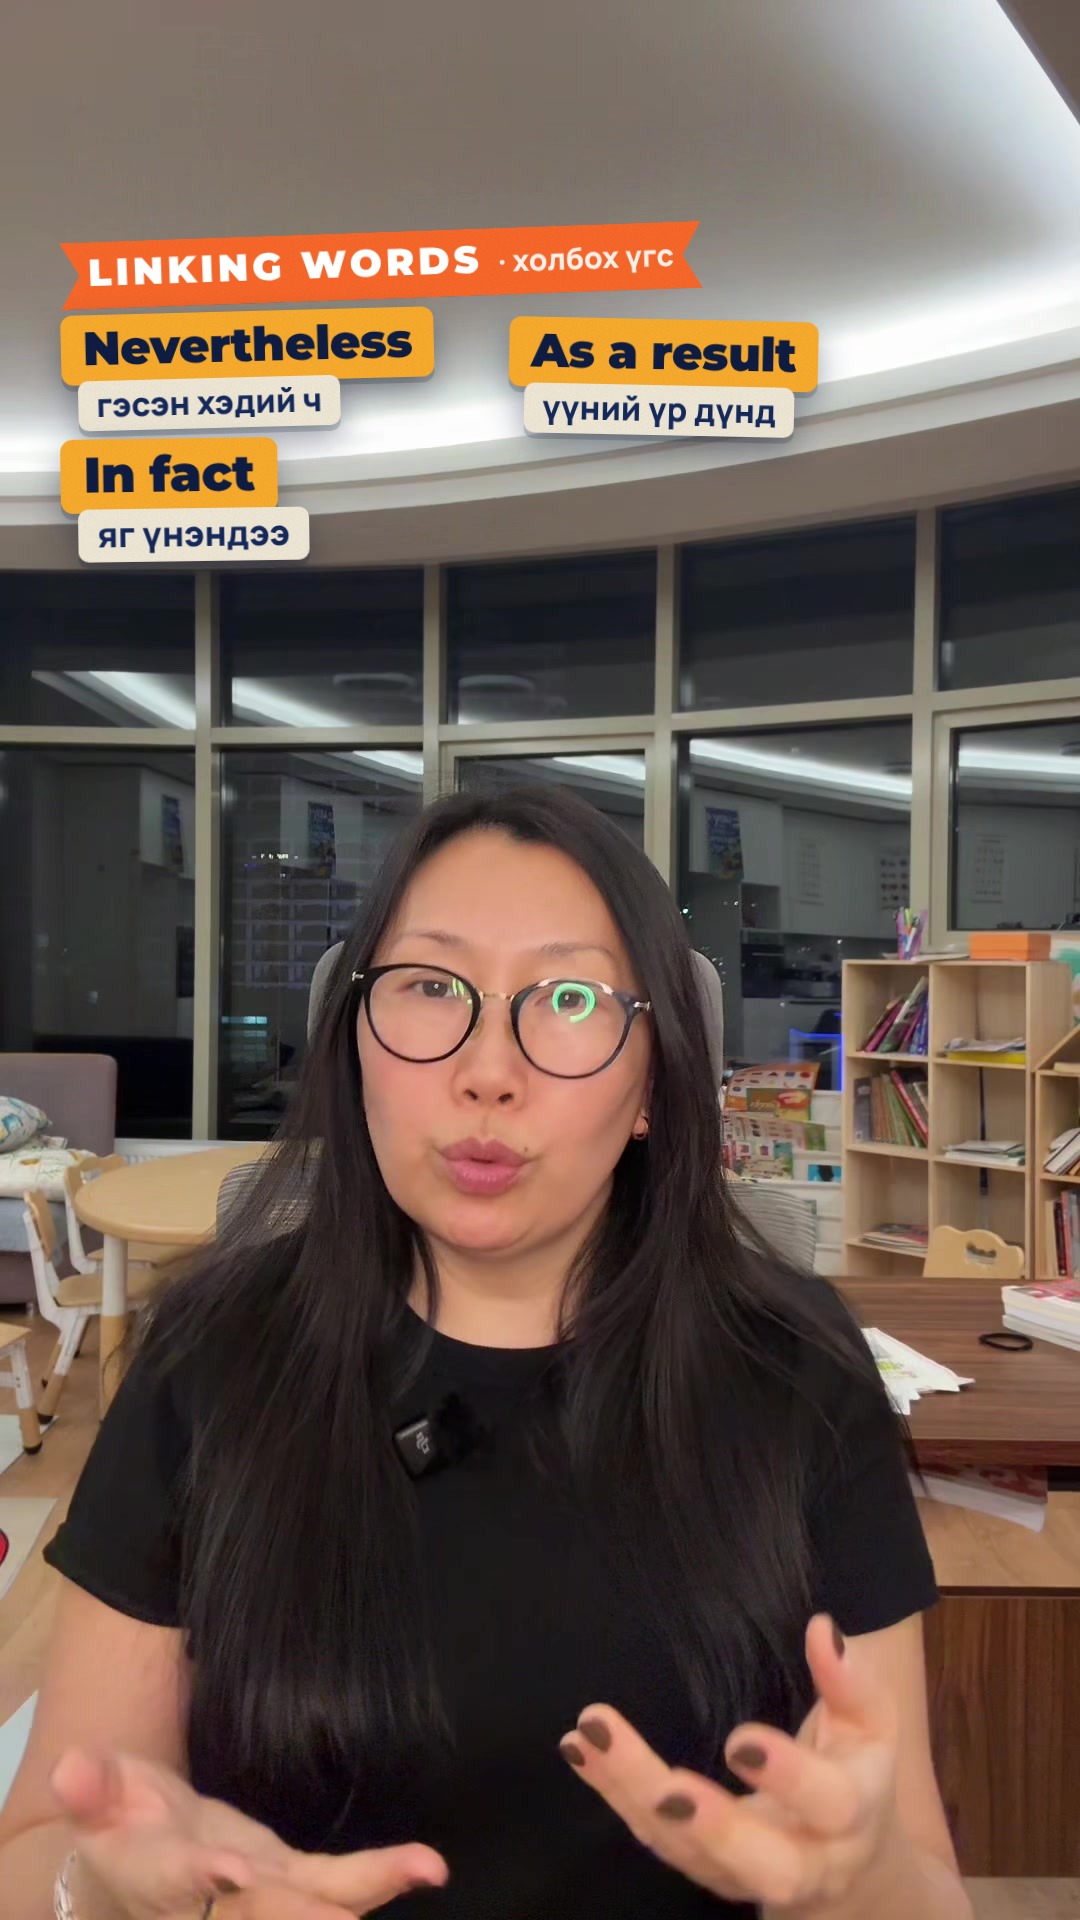 LINKING WORDS · холбох үгс
Nevertheless
гэсэн хэдий ч
As a result
үүний үр дүнд
In fact
яг үнэндээ